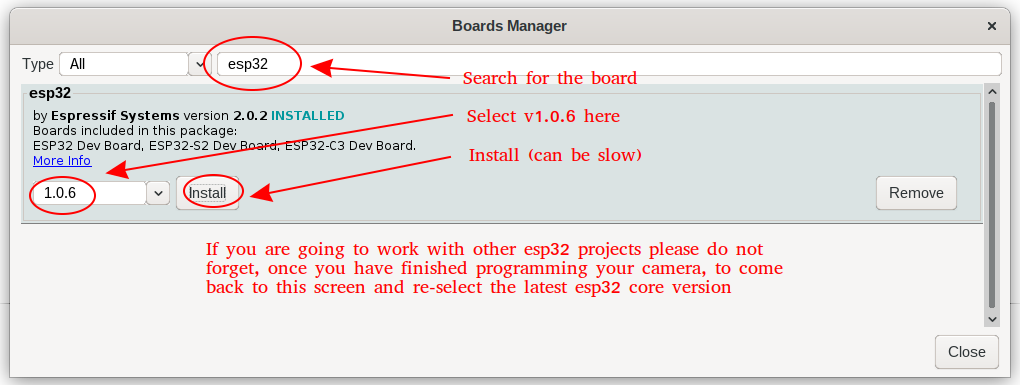 Boards Manager
Type All esp32
Search for the board
esp32
by Espressif Systems version 2.0.2 INSTALLED
Select v1.0.6 here
Boards included in this package:
ESP32 Dev Board, ESP32-S2 Dev Board, ESP32-C3 Dev Board.
More Info
Install (can be slow)
1.0.6 Install Remove
If you are going to work with other esp32 projects please do not
forget, once you have finished programming your camera, to come
back to this screen and re-select the latest esp32 core version
Close